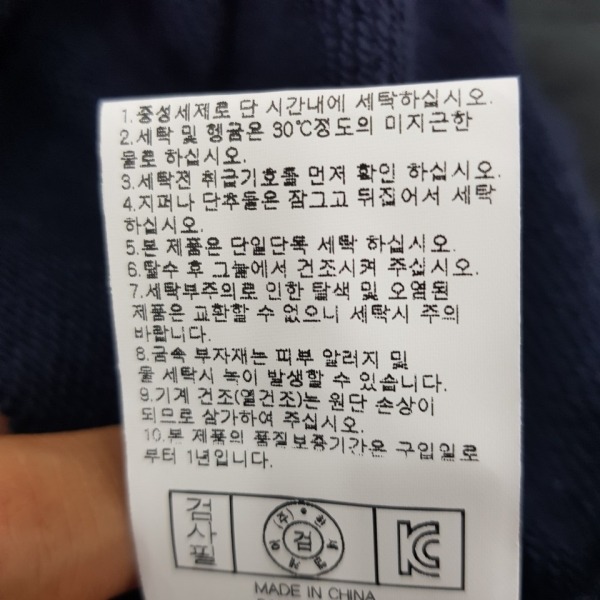 1.중성세제로 단 시간내에 세탁하십시오.
2.세탁 및 헹굼은 30℃정도의 미지근한
물로 하십시오.
3.세탁전 취급기호를 먼저 확인 하십시오.
4.지퍼나 단추등은 잠그고 뒤집어서 세탁
하십시오.
5.본 제품은 단일단독 세탁 하십시오.
6.탈수 후 그늘에서 건조시켜 주십시오.
7.세탁부주의로 인한 탈색 및 오염된
제품은 교환할 수 없으니 세탁시 주의
바랍니다.
8.금속 부자재는 피부 알러지 및
물 세탁시 녹이 발생할 수 있습니다.
9.기계 건조(열건조)는 원단 손상이
되므로 삼가하여 주십시오.
10.본 제품의 품질보증기간은 구입일로
부터 1년입니다.
검사필
검
MADE IN CHINA